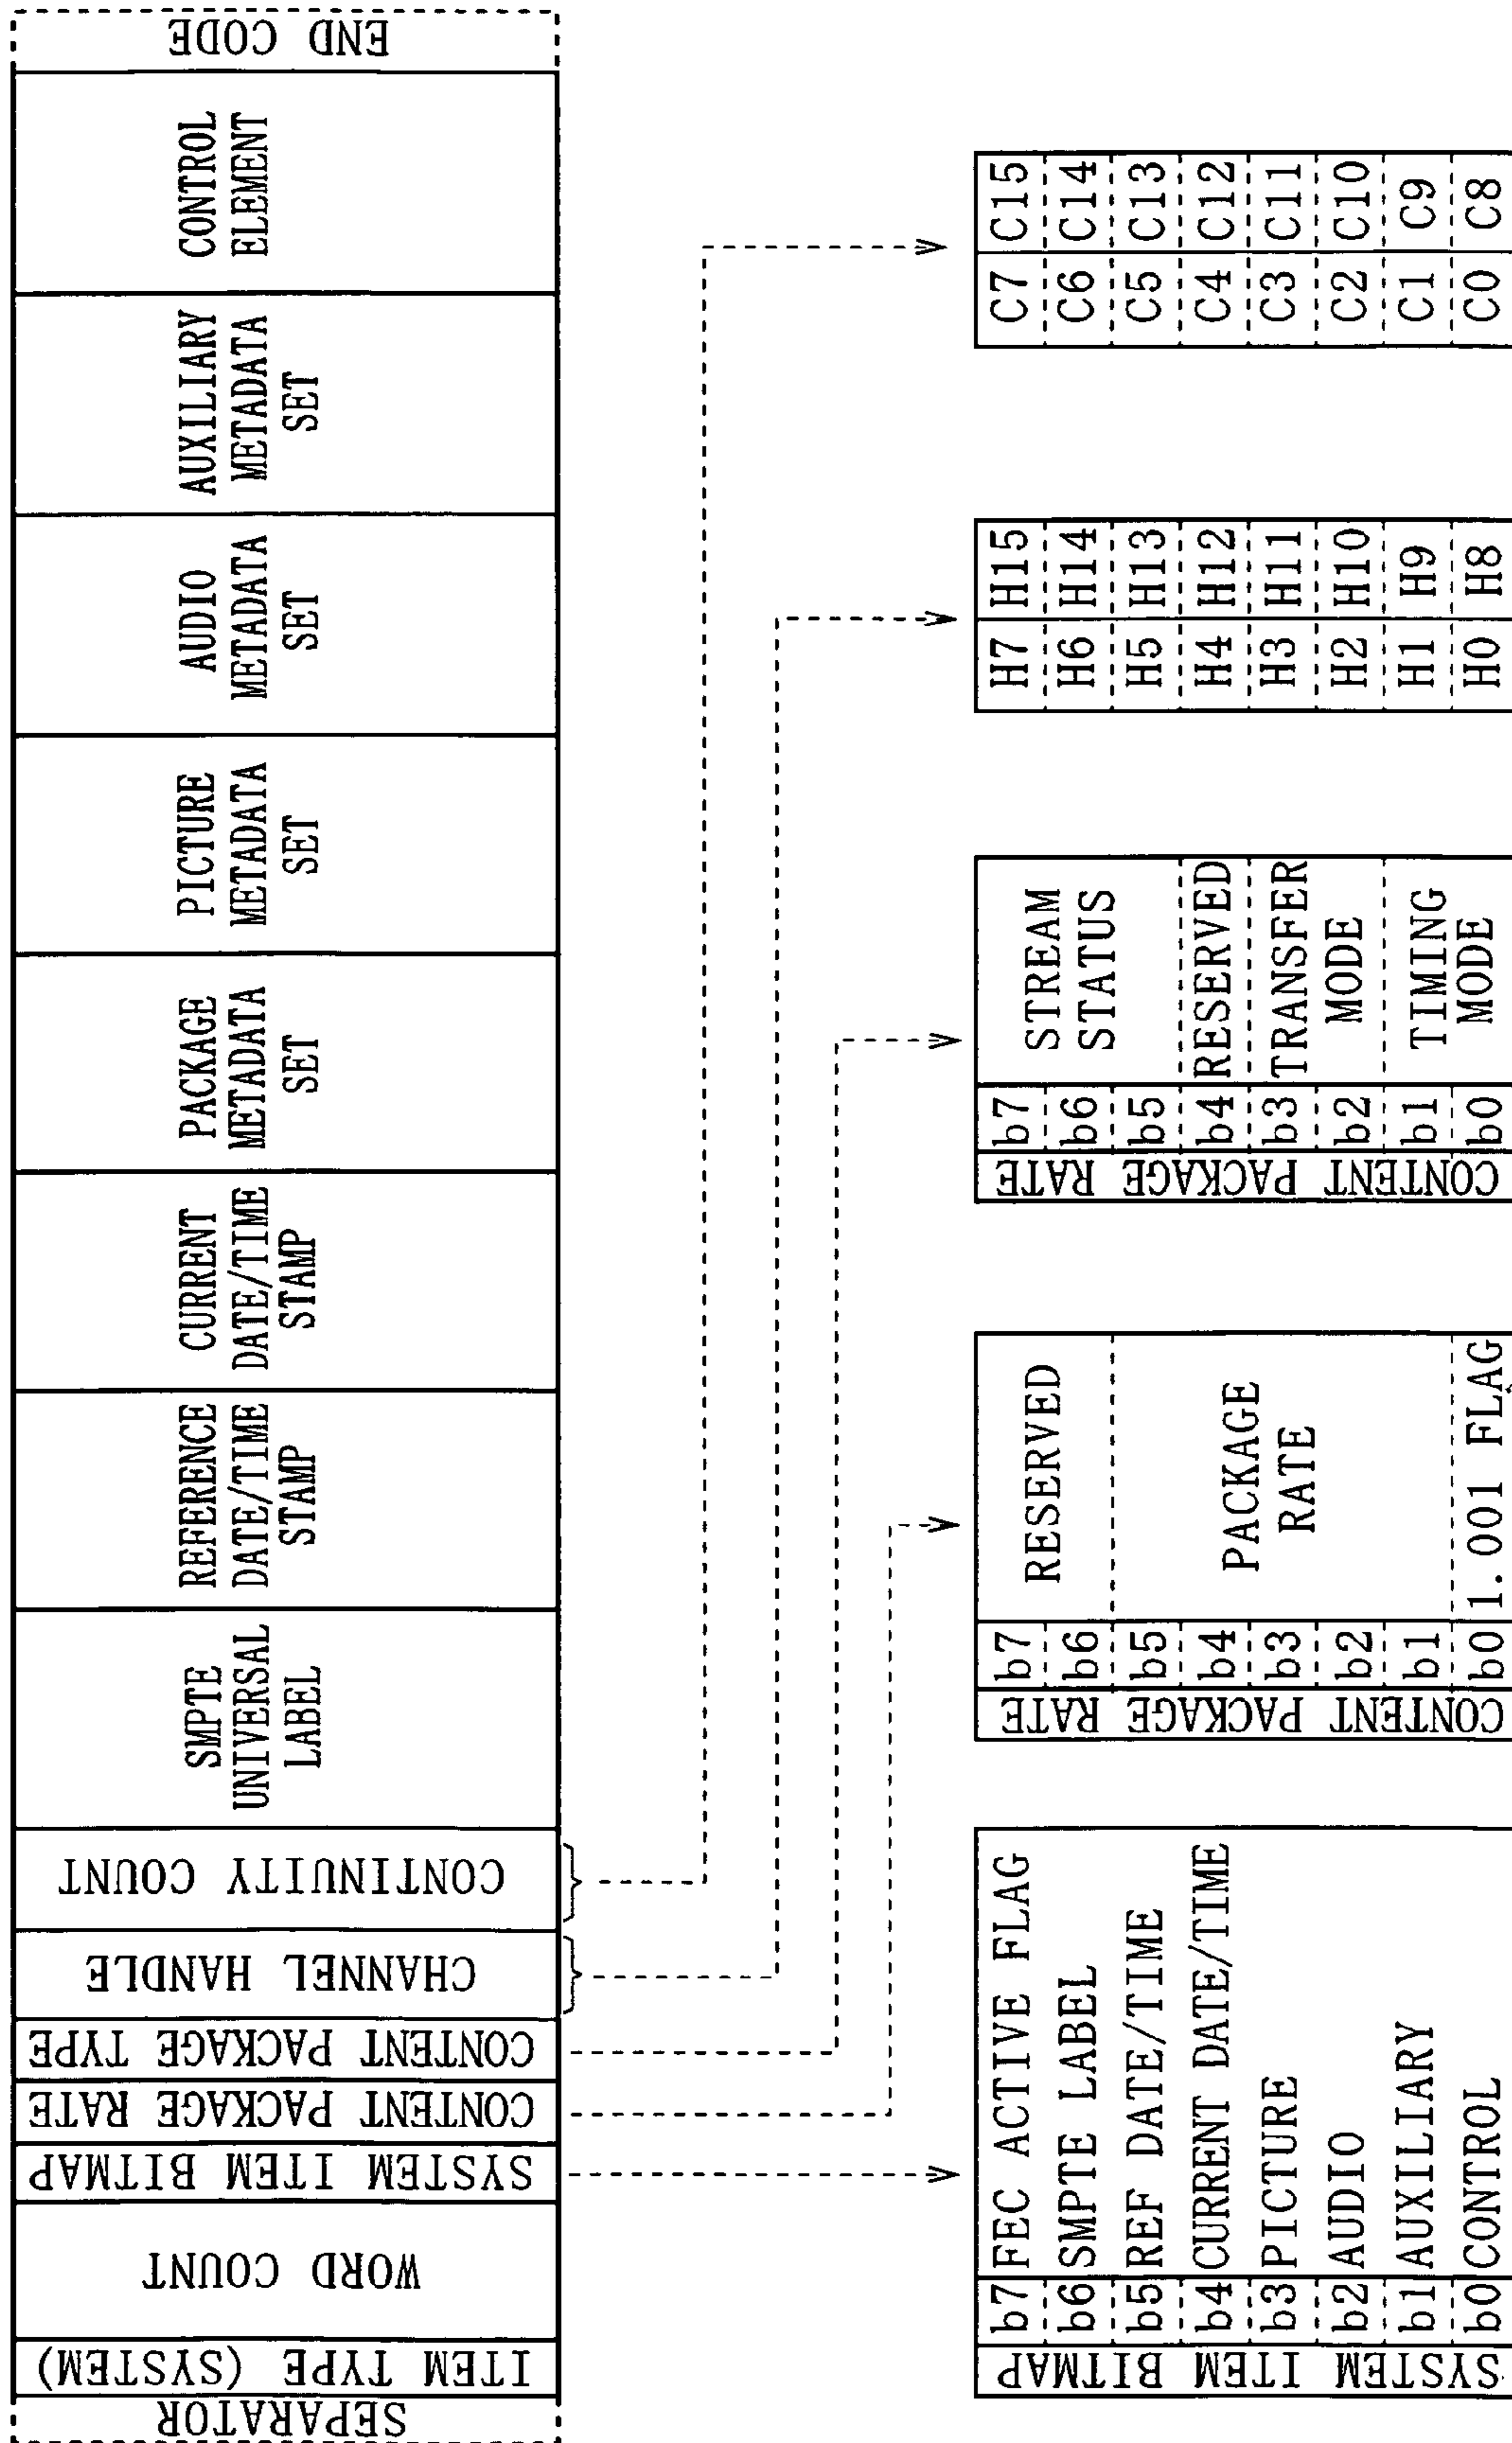 SEPARATOR
ITEM TYPE (SYSTEM)
WORD COUNT
SYSTEM ITEM BITMAP
CONTENT PACKAGE RATE
CONTENT PACKAGE TYPE
CHANNEL HANDLE
CONTINUITY COUNT
SMPTE
UNIVERSAL
LABEL
REFERENCE
DATE/TIME
STAMP
CURRENT
DATE/TIME
STAMP
PACKAGE
METADATA
SET
PICTURE
METADATA
SET
AUDIO
METADATA
SET
AUXILIARY
METADATA
SET
CONTROL
ELEMENT
END CODE
SYSTEM ITEM BITMAP
b7 FEC ACTIVE FLAG
b6 SMPTE LABEL
b5 REF DATE/TIME
b4 CURRENT DATE/TIME
b3 PICTURE
b2 AUDIO
b1 AUXILIARY
b0 CONTROL
CONTENT PACKAGE RATE
b7
b6
b5
b4
b3
b2
b1
b0
RESERVED
PACKAGE
RATE
1.001 FLAG
CONTENT PACKAGE RATE
b7
b6
b5
b4
b3
b2
b1
b0
STREAM
STATUS
RESERVED
TRANSFER
MODE
TIMING
MODE
H7 H15
H6 H14
H5 H13
H4 H12
H3 H11
H2 H10
H1 H9
H0 H8
C7 C15
C6 C14
C5 C13
C4 C12
C3 C11
C2 C10
C1 C9
C0 C8